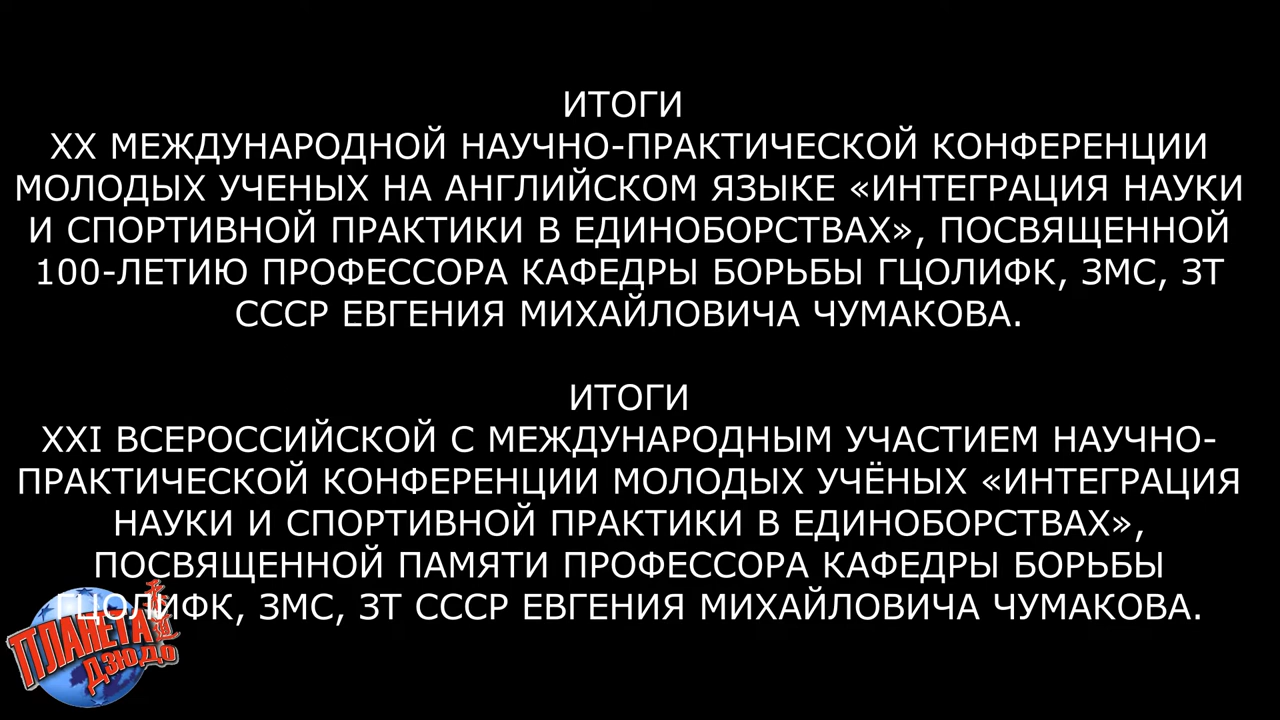 ИТОГИ
XX МЕЖДУНАРОДНОЙ НАУЧНО-ПРАКТИЧЕСКОЙ КОНФЕРЕНЦИИ
МОЛОДЫХ УЧЕНЫХ НА АНГЛИЙСКОМ ЯЗЫКЕ «ИНТЕГРАЦИЯ НАУКИ
И СПОРТИВНОЙ ПРАКТИКИ В ЕДИНОБОРСТВАХ», ПОСВЯЩЕННОЙ
100-ЛЕТИЮ ПРОФЕССОРА КАФЕДРЫ БОРЬБЫ ГЦОЛИФК, ЗМС, ЗТ
СССР ЕВГЕНИЯ МИХАЙЛОВИЧА ЧУМАКОВА.
ИТОГИ
XXI ВСЕРОССИЙСКОЙ С МЕЖДУНАРОДНЫМ УЧАСТИЕМ НАУЧНО-
ПРАКТИЧЕСКОЙ КОНФЕРЕНЦИИ МОЛОДЫХ УЧЁНЫХ «ИНТЕГРАЦИЯ
НАУКИ И СПОРТИВНОЙ ПРАКТИКИ В ЕДИНОБОРСТВАХ»,
ПОСВЯЩЕННОЙ ПАМЯТИ ПРОФЕССОРА КАФЕДРЫ БОРЬБЫ
ГЦОЛИФК, ЗМС, ЗТ СССР ЕВГЕНИЯ МИХАЙЛОВИЧА ЧУМАКОВА.
ПЛАНЕТА
ДЗЮДО